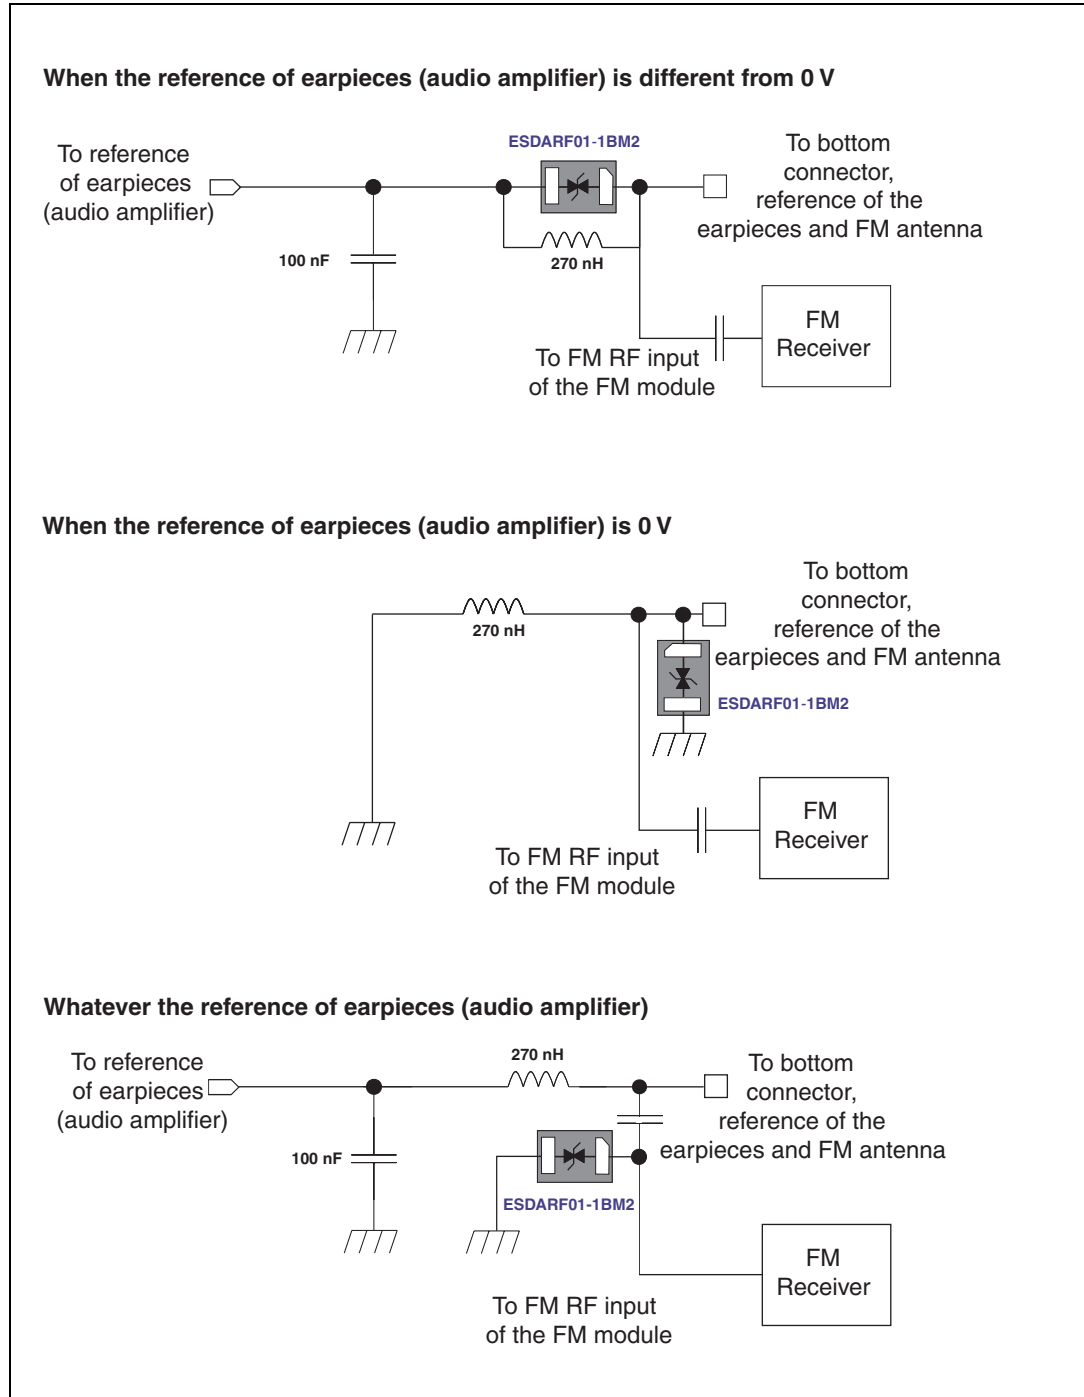 When the reference of earpieces (audio amplifier) is different from 0 V
To reference
of earpieces
(audio amplifier)
ESDARF01-1BM2
To bottom
connector,
reference of the
earpieces and FM antenna
100 nF
270 nH
FM
Receiver
To FM RF input
of the FM module
When the reference of earpieces (audio amplifier) is 0 V
270 nH
To bottom
connector,
reference of the
earpieces and FM antenna
ESDARF01-1BM2
FM
Receiver
To FM RF input
of the FM module
Whatever the reference of earpieces (audio amplifier)
To reference
of earpieces
(audio amplifier)
270 nH
To bottom
connector,
reference of the
earpieces and FM antenna
100 nF
ESDARF01-1BM2
FM
Receiver
To FM RF input
of the FM module